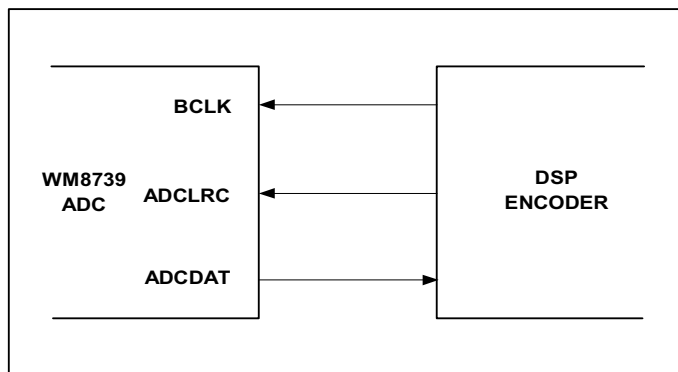 BCLK
WM8739
ADC
ADCLRC
DSP
ENCODER
ADCDAT